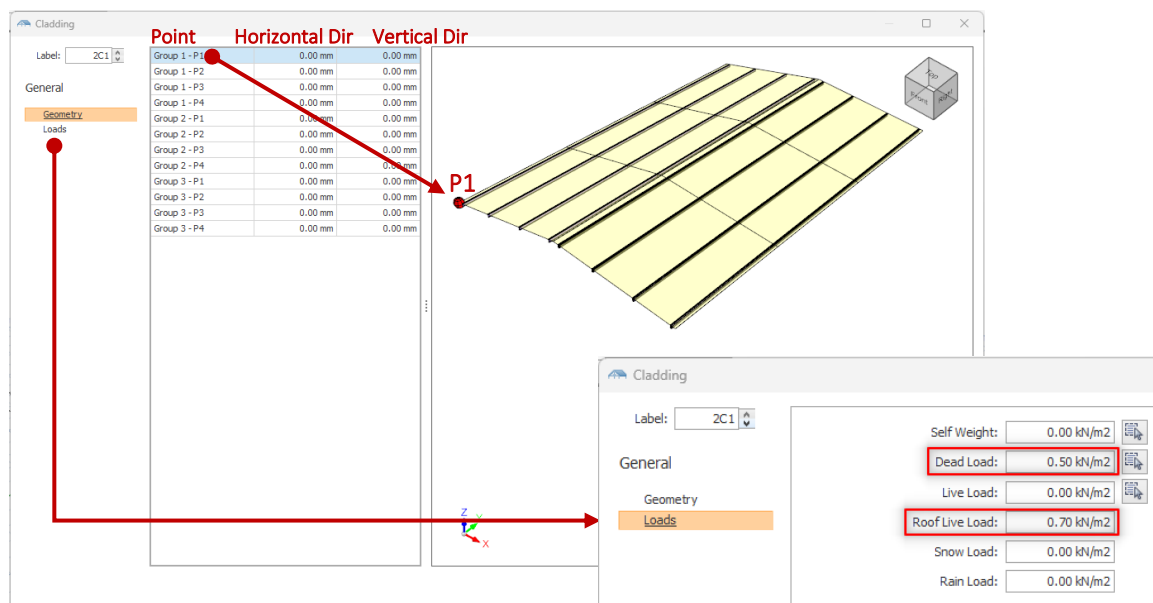 Cladding
Point Horizontal Dir Vertical Dir
Label: 2C1
General
Geometry
Loads
Group 1 - P1 0.00 mm 0.00 mm
Group 1 - P2 0.00 mm 0.00 mm
Group 1 - P3 0.00 mm 0.00 mm
Group 1 - P4 0.00 mm 0.00 mm
Group 2 - P1 0.00 mm 0.00 mm
Group 2 - P2 0.00 mm 0.00 mm
Group 2 - P3 0.00 mm 0.00 mm
Group 2 - P4 0.00 mm 0.00 mm
Group 3 - P1 0.00 mm 0.00 mm
Group 3 - P2 0.00 mm 0.00 mm
Group 3 - P3 0.00 mm 0.00 mm
Group 3 - P4 0.00 mm 0.00 mm
P1
Top
Front Right
Z
Y
X
Cladding
Label: 2C1
General
Geometry
Loads
Self Weight: 0.00 kN/m2
Dead Load: 0.50 kN/m2
Live Load: 0.00 kN/m2
Roof Live Load: 0.70 kN/m2
Snow Load: 0.00 kN/m2
Rain Load: 0.00 kN/m2